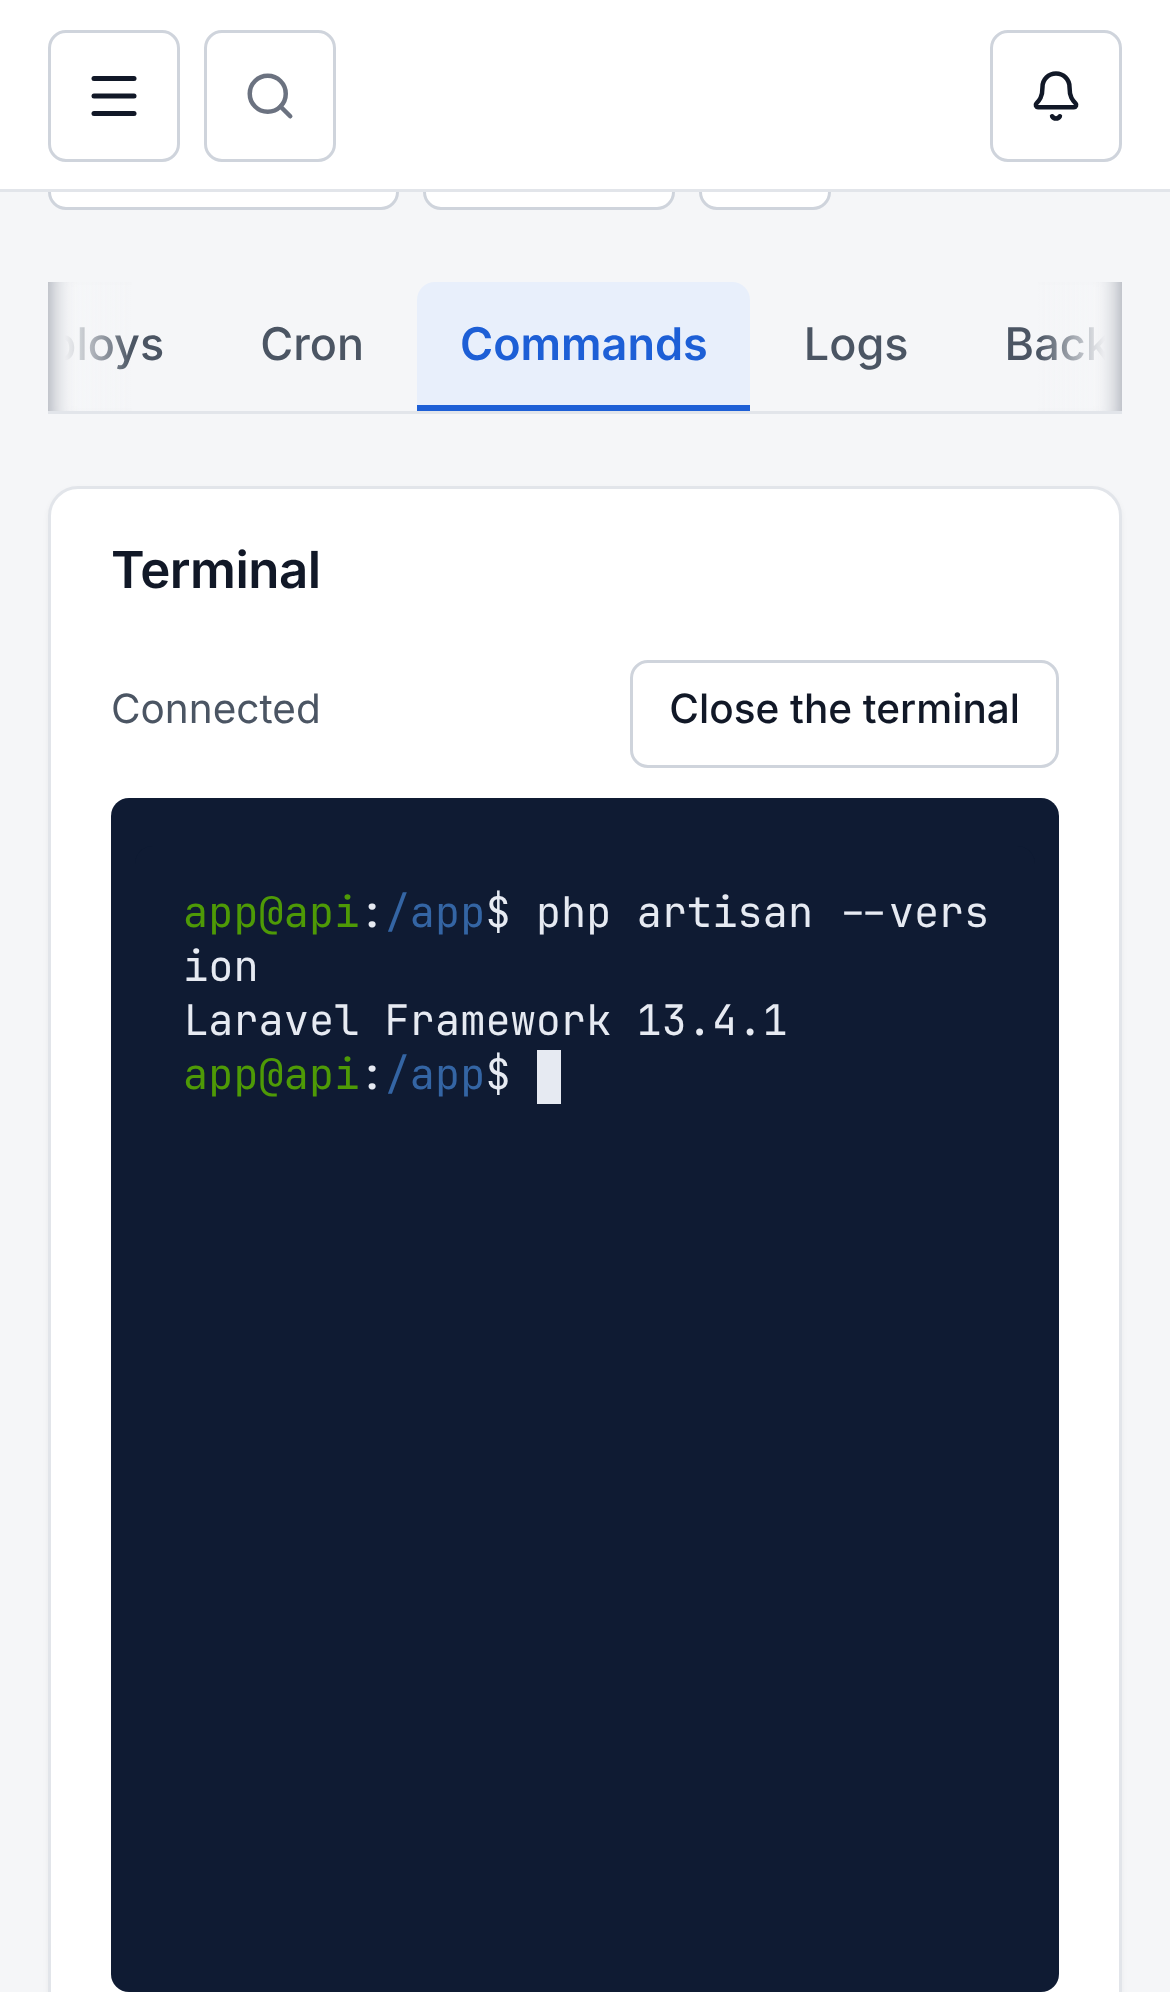 ploys Cron Commands Logs Back
Terminal
Connected Close the terminal
app@api:/app$ php artisan --vers
ion
Laravel Framework 13.4.1
app@api:/app$